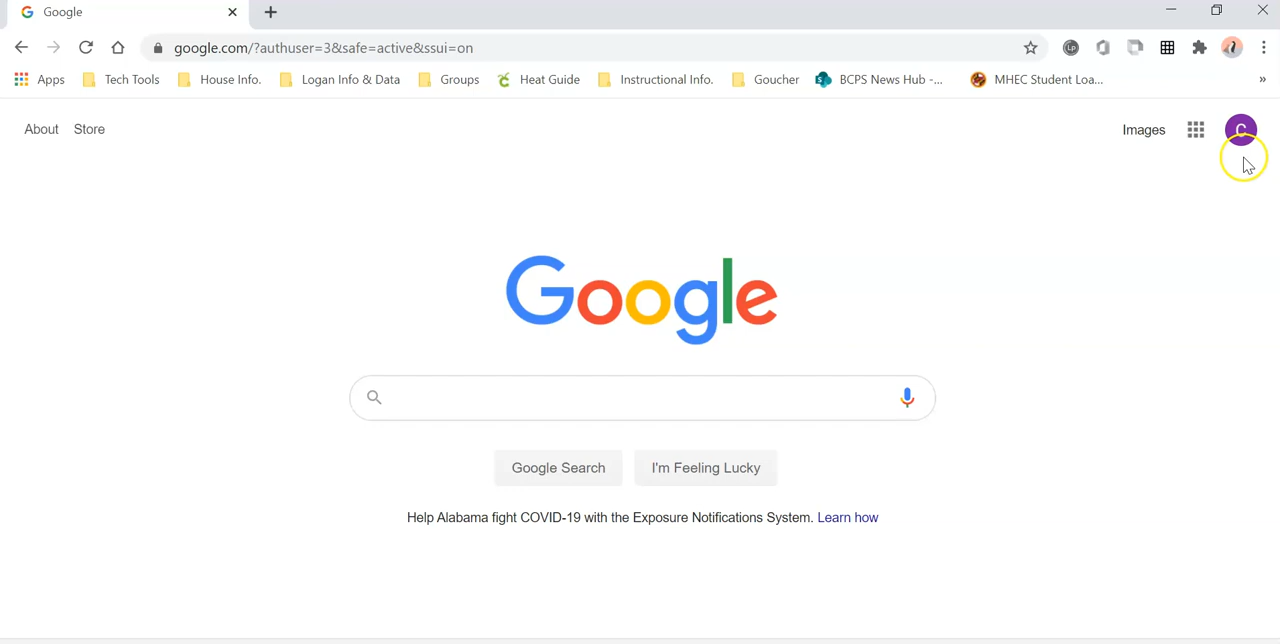 Google
google.com/?authuser=3&safe=active&ssui=on
LP
Apps Tech Tools House Info. Logan Info & Data Groups Heat Guide Instructional Info. Goucher BCPS News Hub -... MHEC Student Loa... »
About Store Images C
Google
Google Search I'm Feeling Lucky
Help Alabama fight COVID-19 with the Exposure Notifications System. Learn how